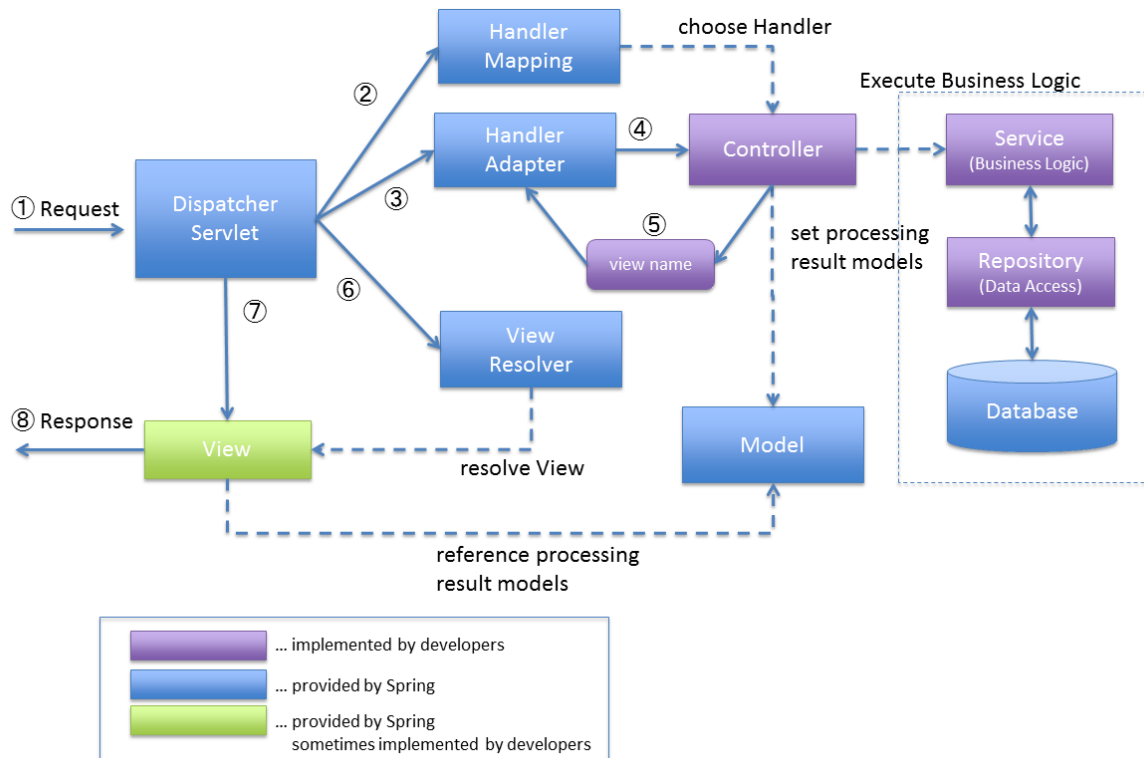 Handler
Mapping
choose Handler
②
Execute Business Logic
Handler
Adapter
④
Controller
Service
(Business Logic)
① Request
Dispatcher
Servlet
③
⑤
view name
set processing
result models
Repository
(Data Access)
⑥
⑦
View
Resolver
Database
⑧ Response
View
resolve View
Model
reference processing
result models
... implemented by developers
... provided by Spring
... provided by Spring
sometimes implemented by developers